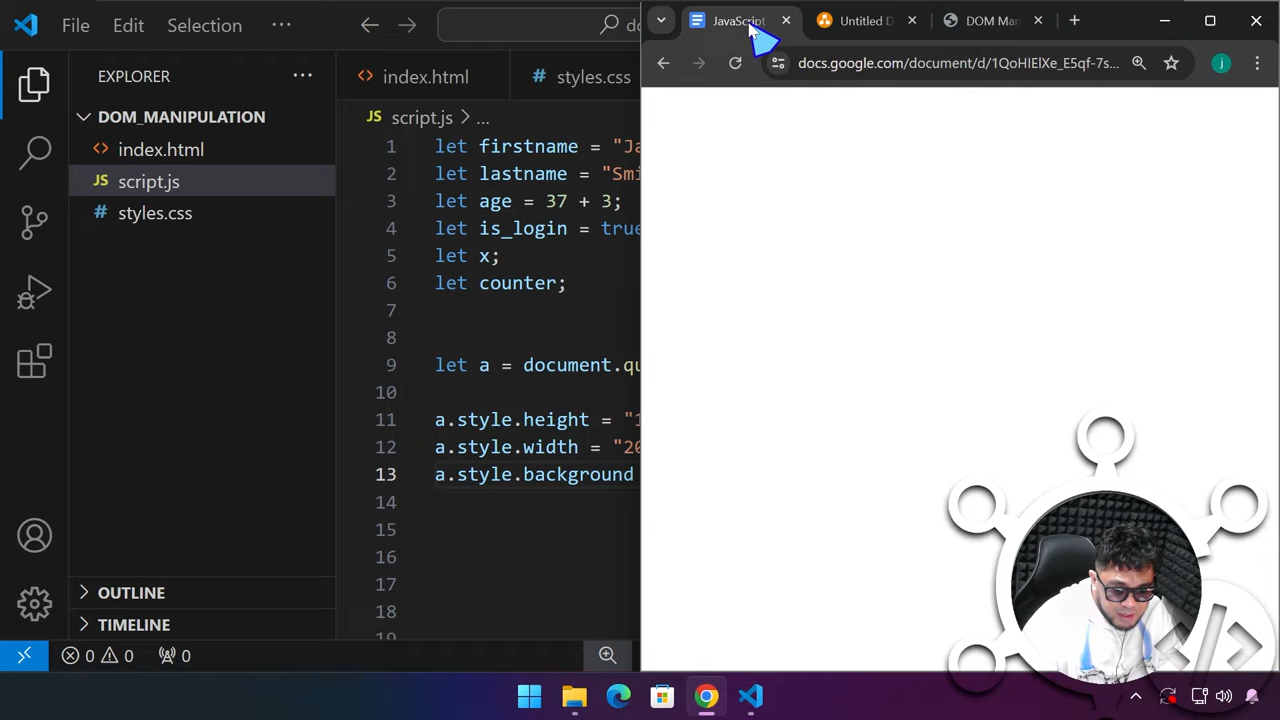 File Edit Selection ···
EXPLORER ···
DOM_MANIPULATION
index.html
JS script.js
# styles.css
OUTLINE
TIMELINE
index.html
# styles.css
JS script.js > ...
1 let firstname = "Ja
2 let lastname = "Smi
3 let age = 37 + 3;
4 let is_login = true
5 let x;
6 let counter;
7
8
9 let a = document.qu
10
11 a.style.height = "1
12 a.style.width = "20
13 a.style.background
14
15
16
17
18
19
0 0 0
JavaScript
Untitled D
DOM Man
docs.google.com/document/d/1QoHIElXe_E5qf-7s...
j